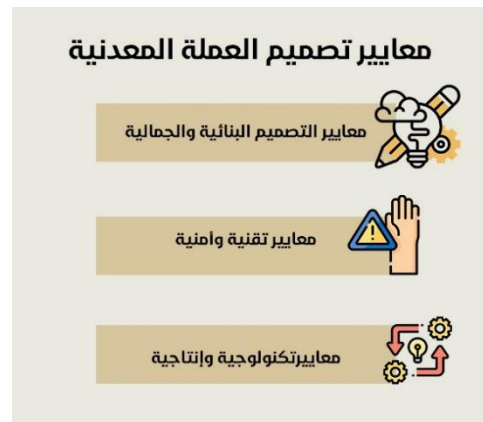 معايير تصميم العملة المعدنية
معايير التصميم البنائية والجمالية
معايير تقنية وأمنية
معاييرتكنولوجية وإنتاجية